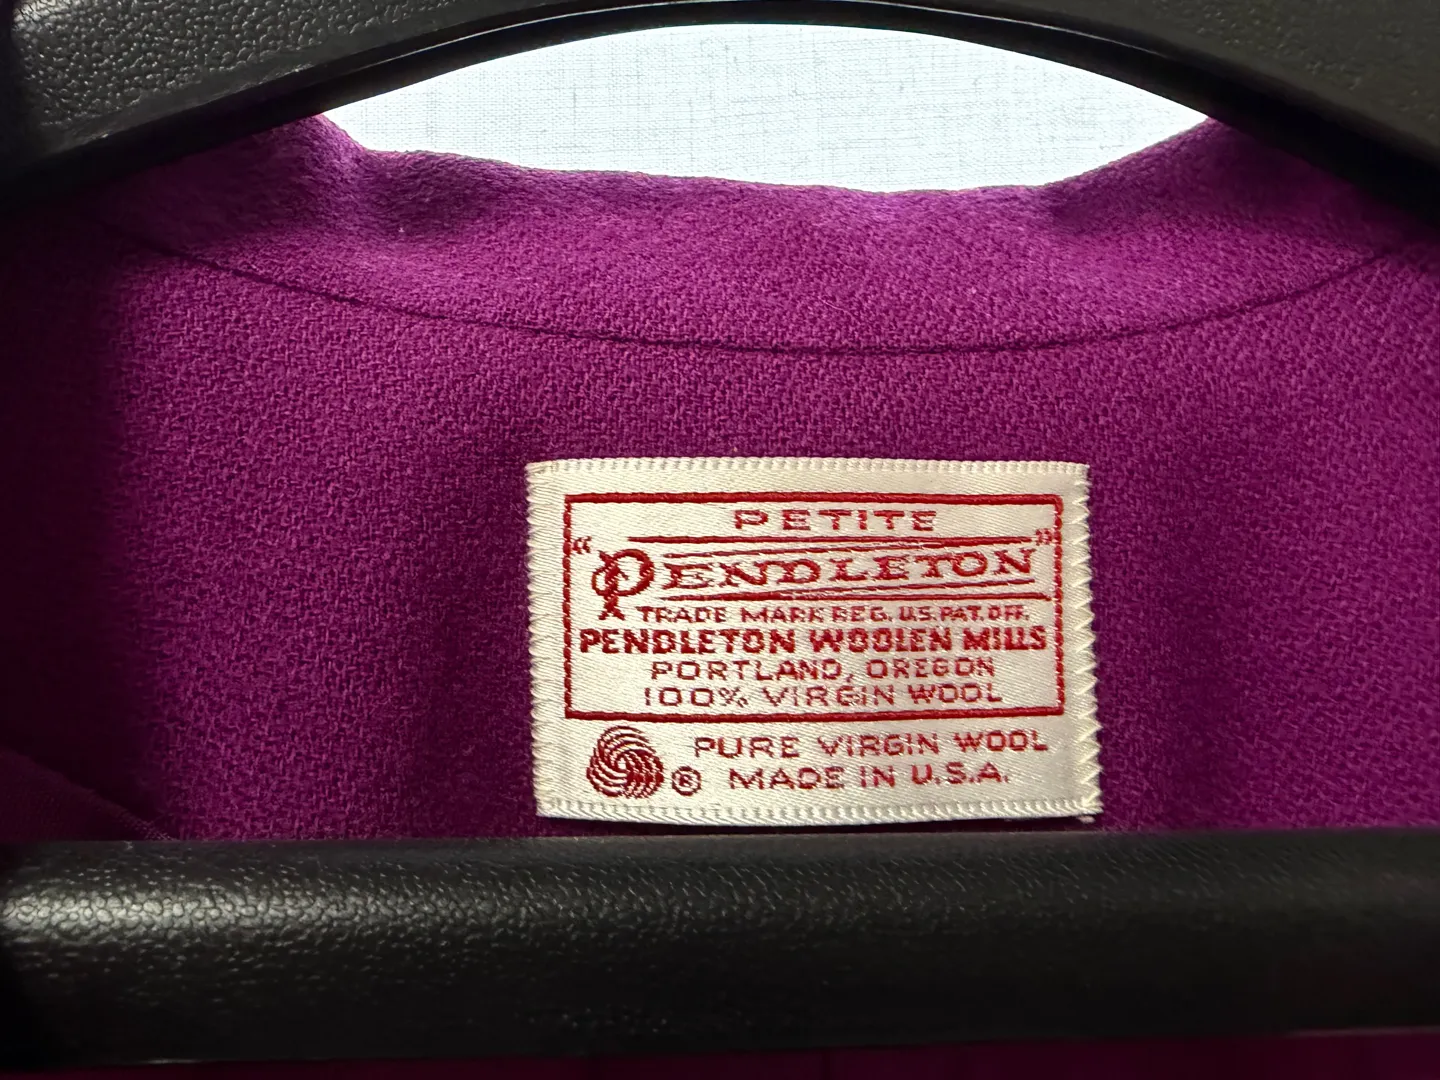 PETITE
"PENDLETON"
TRADE MARK REG. U.S. PAT. OFF.
PENDLETON WOOLEN MILLS
PORTLAND, OREGON
100% VIRGIN WOOL
® PURE VIRGIN WOOL
MADE IN U.S.A.